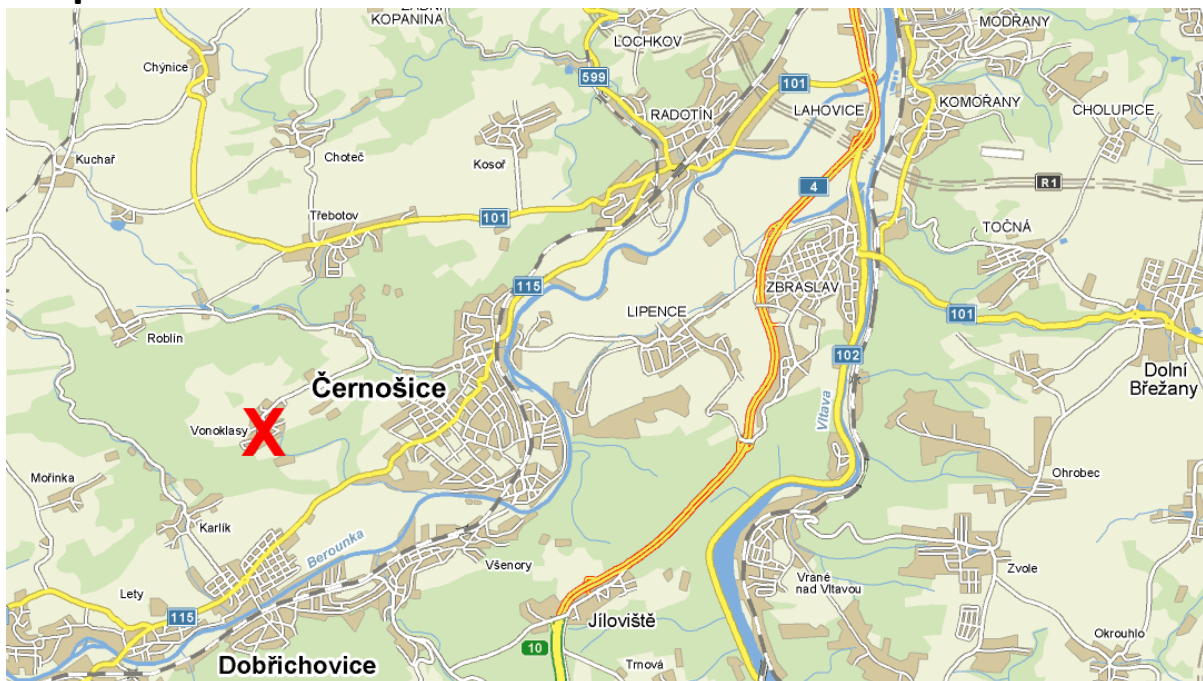 KOPANINA
LOCHKOV
MODŘANY
Chýnice
599
101
RADOTÍN
LAHOVICE
KOMOŘANY
CHOLUPICE
Kuchař
Choteč
Kosoř
4
R1
Třebotov
101
TOČNÁ
115
ZBRASLAV
LIPENCE
101
Roblín
102
Dolní
Břežany
Černošice
Vltava
Vonoklasy
X
Mořinka
Ohrobec
Karlík
Berounka
Všenory
Zvole
Vrané
nad Vltavou
Lety
115
Jíloviště
10
Okrouhlo
Dobřichovice
Trnová